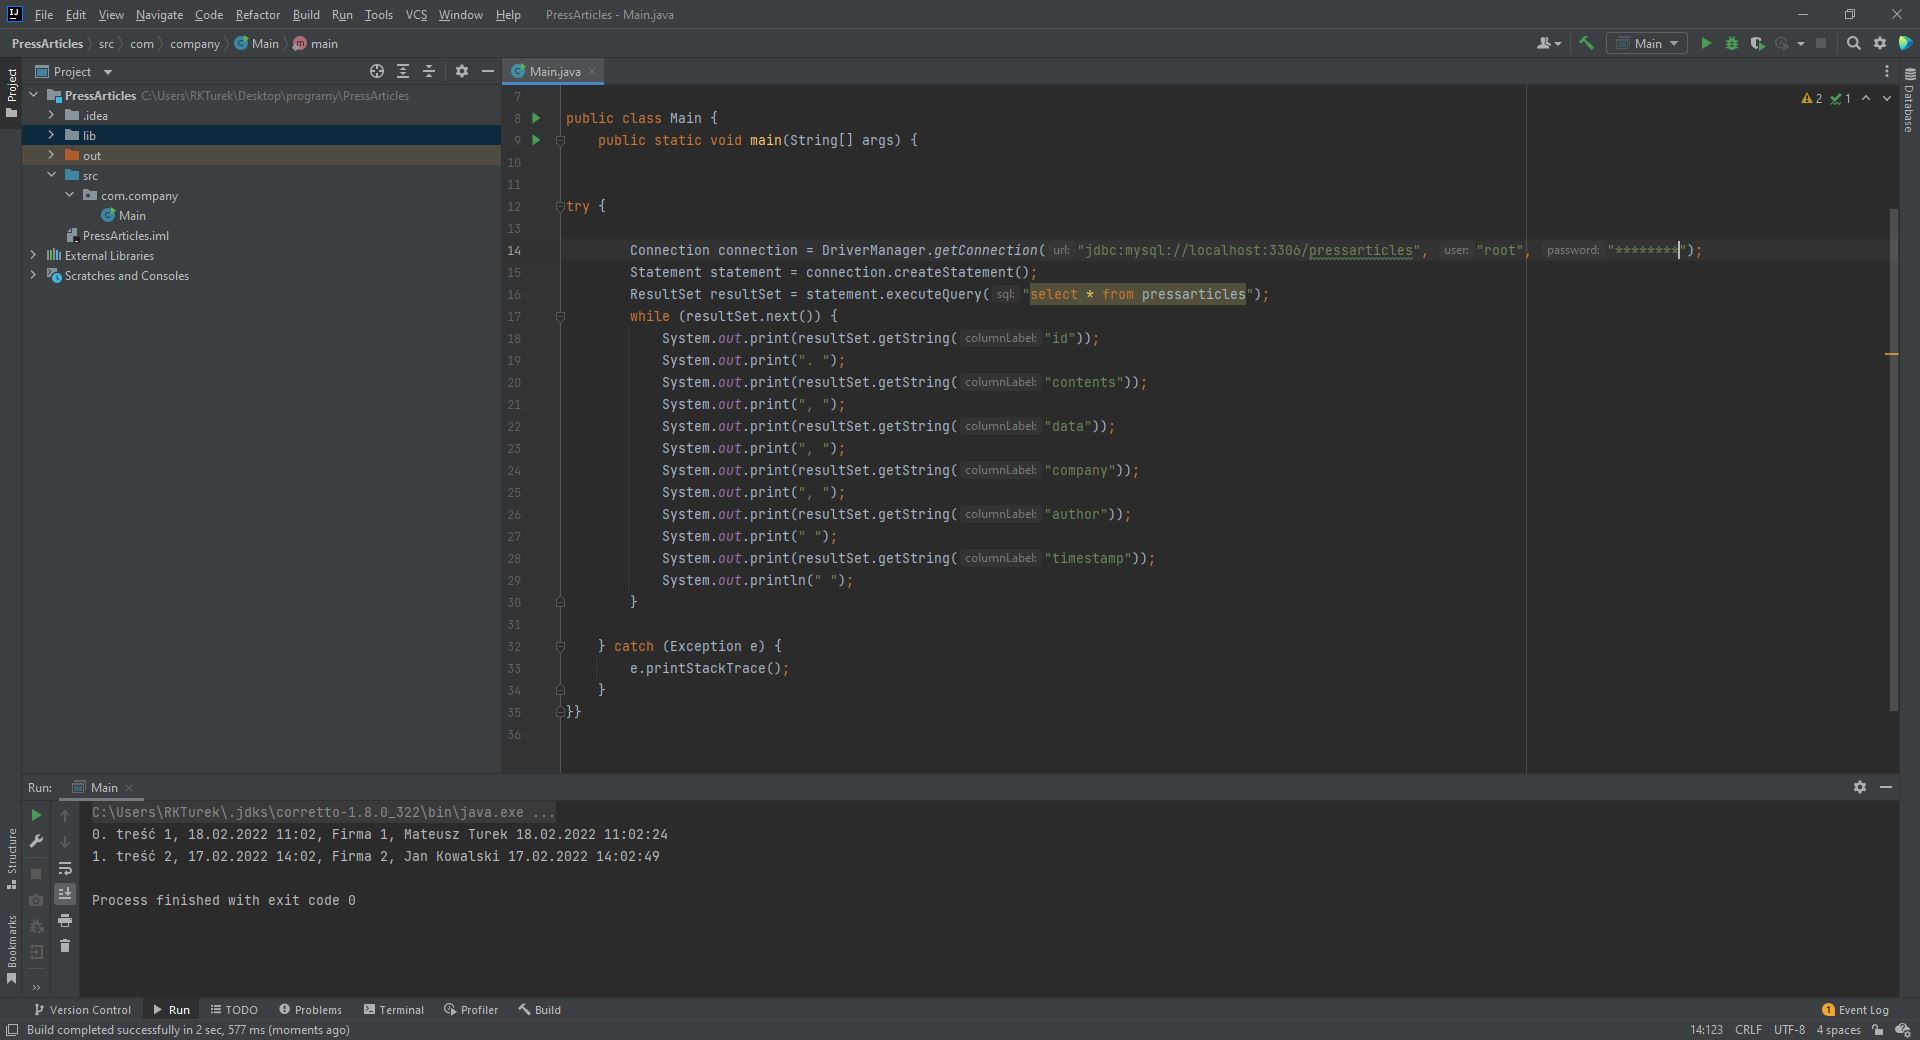 File Edit View Navigate Code Refactor Build Run Tools VCS Window Help PressArticles - Main.java
PressArticles src com company Main main
Main
Project
Main.java
Project
PressArticles C:\Users\RKTurek\Desktop\programy\PressArticles
.idea
lib
out
src
com.company
Main
PressArticles.iml
External Libraries
Scratches and Consoles
2 1
Database
7
8 public class Main {
9 public static void main(String[] args) {
10
11
12 try {
13
14 Connection connection = DriverManager.getConnection( url: "jdbc:mysql://localhost:3306/pressarticles", user: "root", password: "********");
15 Statement statement = connection.createStatement();
16 ResultSet resultSet = statement.executeQuery( sql: "select * from pressarticles");
17 while (resultSet.next()) {
18 System.out.print(resultSet.getString( columnLabel: "id"));
19 System.out.print(". ");
20 System.out.print(resultSet.getString( columnLabel: "contents"));
21 System.out.print(", ");
22 System.out.print(resultSet.getString( columnLabel: "data"));
23 System.out.print(", ");
24 System.out.print(resultSet.getString( columnLabel: "company"));
25 System.out.print(", ");
26 System.out.print(resultSet.getString( columnLabel: "author"));
27 System.out.print(" ");
28 System.out.print(resultSet.getString( columnLabel: "timestamp"));
29 System.out.println(" ");
30 }
31
32 } catch (Exception e) {
33 e.printStackTrace();
34 }
35 }}
36
Run: Main
C:\Users\RKTurek\.jdks\corretto-1.8.0_322\bin\java.exe ...
0. treść 1, 18.02.2022 11:02, Firma 1, Mateusz Turek 18.02.2022 11:02:24
1. treść 2, 17.02.2022 14:02, Firma 2, Jan Kowalski 17.02.2022 14:02:49
Process finished with exit code 0
Structure
Bookmarks
Version Control Run TODO Problems Terminal Profiler Build 1 Event Log
Build completed successfully in 2 sec, 577 ms (moments ago) 14:123 CRLF UTF-8 4 spaces